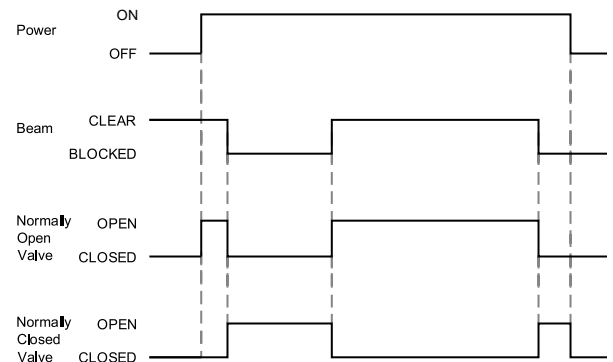 ON
Power
OFF
CLEAR
Beam
BLOCKED
Normally OPEN
Open
Valve CLOSED
Normally OPEN
Closed
Valve CLOSED